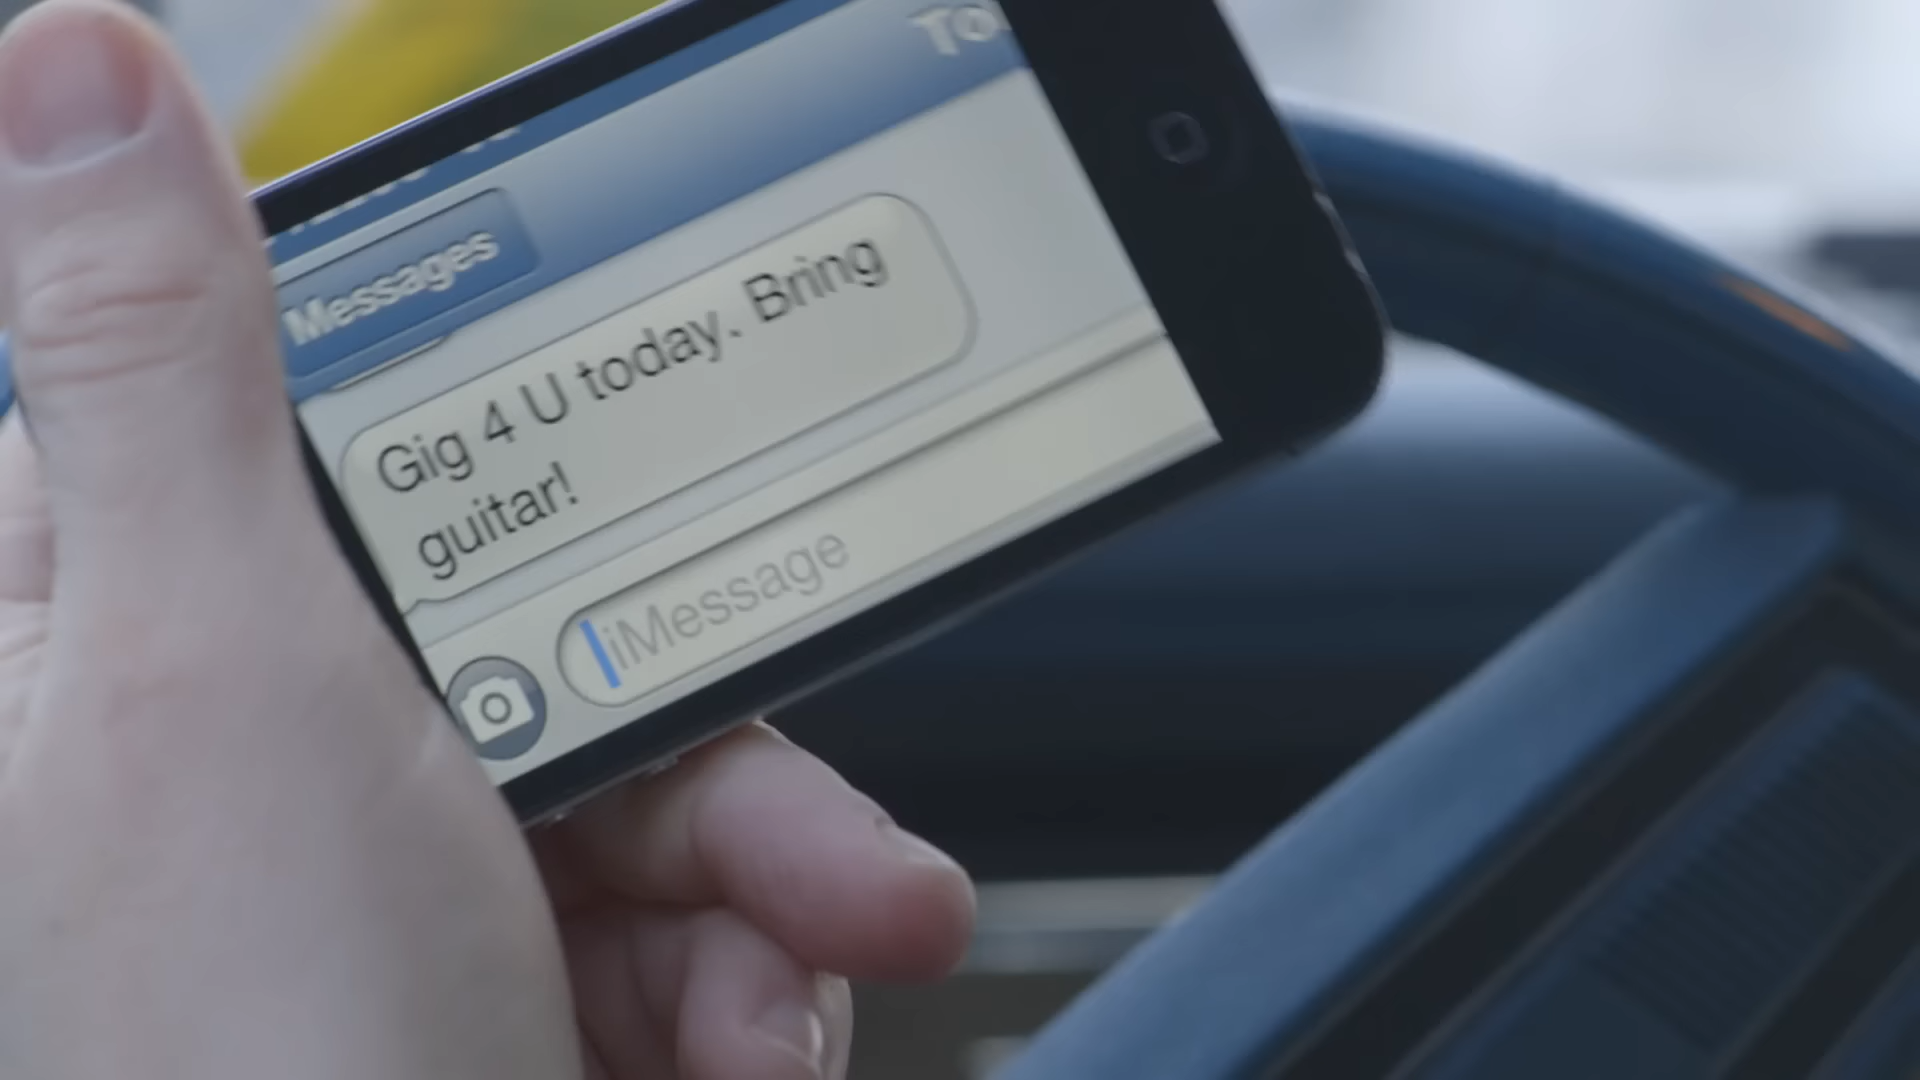 Messages
Gig 4 U today. Bring
guitar!
iMessage